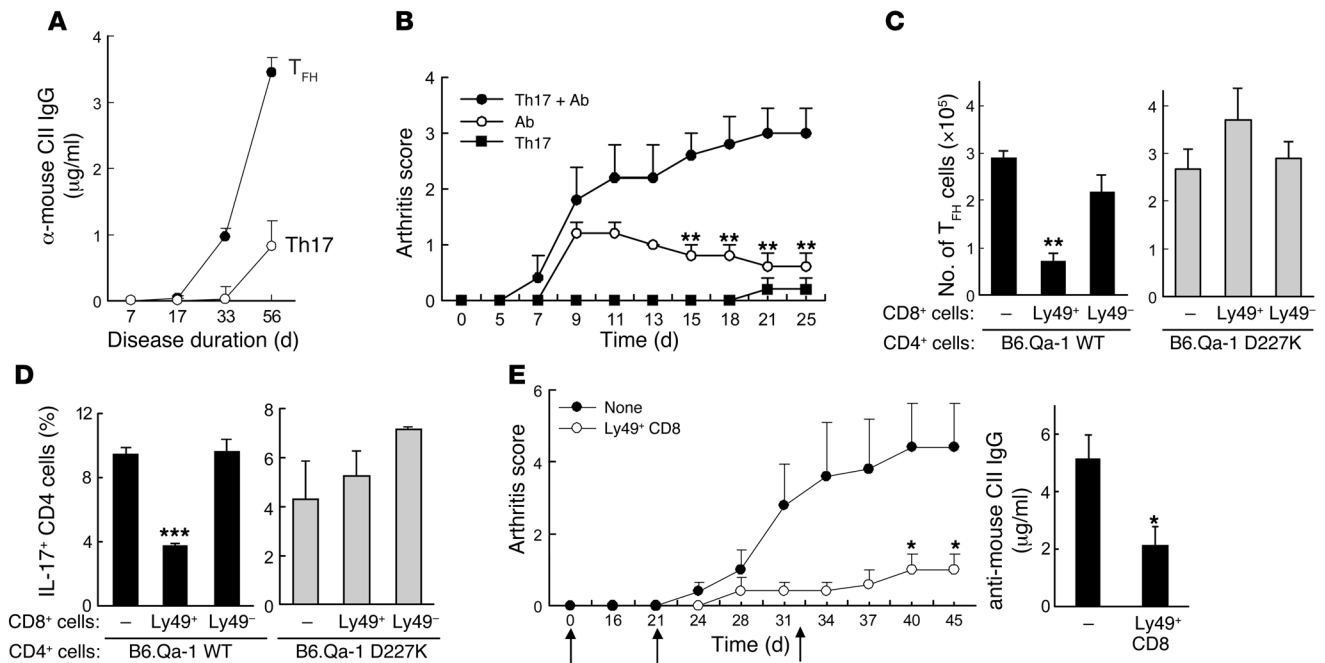 A
α-mouse CII IgG
(μg/ml)
4
3
2
1
0
7 17 33 56
Disease duration (d)
T_FH
Th17
B
Arthritis score
4
3
2
1
0
Th17 + Ab
Ab
Th17
** ** ** **
0 5 7 9 11 13 15 18 21 25
Time (d)
C
No. of T_FH cells (×10⁵)
4
3
2
1
0
**
4
3
2
1
0
CD8⁺ cells: – Ly49⁺ Ly49⁻ – Ly49⁺ Ly49⁻
CD4⁺ cells: B6.Qa-1 WT B6.Qa-1 D227K
D
IL-17⁺ CD4 cells (%)
12
8
4
0
***
8
6
4
2
0
CD8⁺ cells: – Ly49⁺ Ly49⁻ – Ly49⁺ Ly49⁻
CD4⁺ cells: B6.Qa-1 WT B6.Qa-1 D227K
E
Arthritis score
6
4
2
0
None
Ly49⁺ CD8
* *
0 16 21 24 28 31 34 37 40 45
Time (d)
anti-mouse CII IgG
(μg/ml)
6
4
2
0
*
– Ly49⁺
CD8